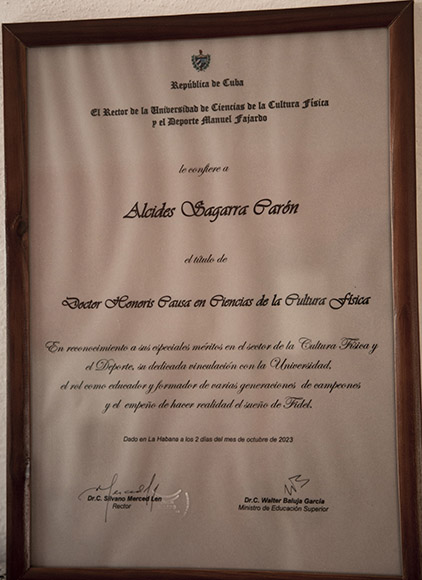 República de Cuba
El Rector de la Universidad de Ciencias de la Cultura Física
y el Deporte Manuel Fajardo
le confiere a
Alcides Sagarra Carón
el título de
Doctor Honoris Causa en Ciencias de la Cultura Física
En reconocimiento a sus especiales méritos en el sector de la Cultura Física y
el Deporte, su dedicada vinculación con la Universidad,
el rol como educador y formador de varias generaciones de campeones
y el empeño de hacer realidad el sueño de Fidel.
Dado en La Habana a los 2 días del mes de octubre de 2023
Dr.C. Silvano Merced Len
Rector
Dr.C. Walter Baluja García
Ministro de Educación Superior